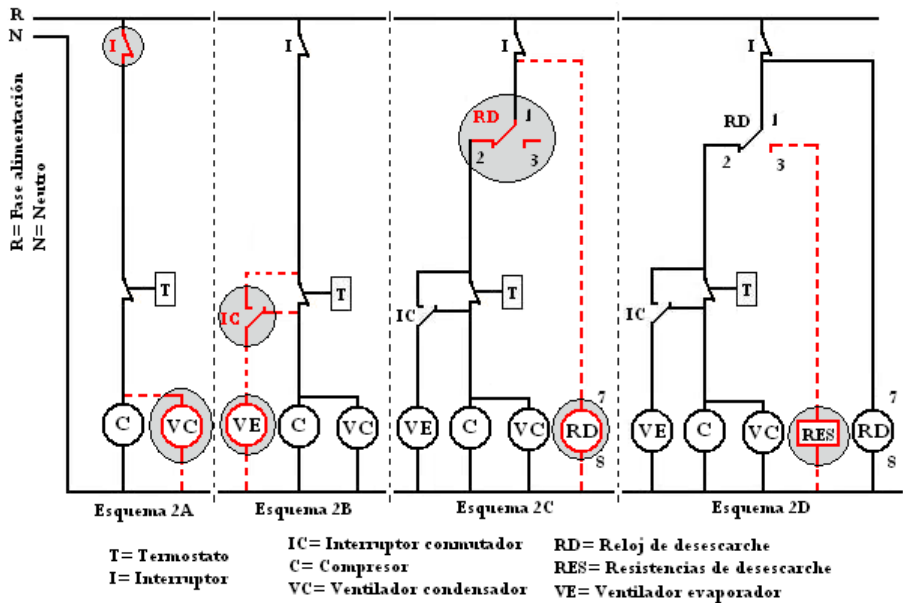 R
N
R= Fase alimentación
N= Neutro
I
I
I
I
RD
1
2
3
RD
1
2
3
T
IC
T
IC
T
IC
T
C
VC
VE
C
VC
VE
C
VC
RD
7
8
VE
C
VC
RES
RD
7
8
Esquema 2A
Esquema 2B
Esquema 2C
Esquema 2D
T= Termostato
I= Interruptor
IC= Interruptor conmutador
C= Compresor
VC= Ventilador condensador
RD= Reloj de desescarche
RES= Resistencias de desescarche
VE= Ventilador evaporador